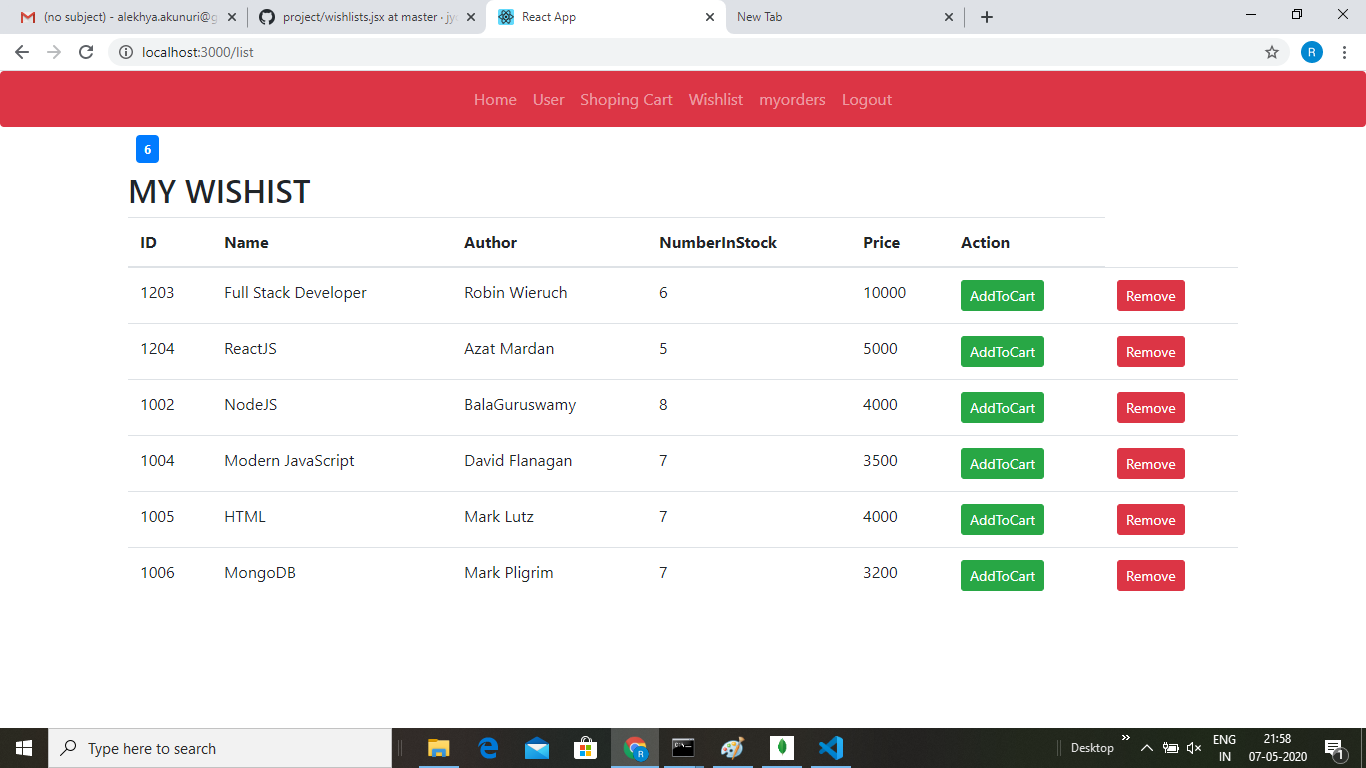 (no subject) - alekhya.akunuri@g
project/wishlists.jsx at master · jy
React App
New Tab
localhost:3000/list
R
Home User Shoping Cart Wishlist myorders Logout
6
MY WISHIST
ID Name Author NumberInStock Price Action
1203 Full Stack Developer Robin Wieruch 6 10000 AddToCart Remove
1204 ReactJS Azat Mardan 5 5000 AddToCart Remove
1002 NodeJS BalaGuruswamy 8 4000 AddToCart Remove
1004 Modern JavaScript David Flanagan 7 3500 AddToCart Remove
1005 HTML Mark Lutz 7 4000 AddToCart Remove
1006 MongoDB Mark Pligrim 7 3200 AddToCart Remove
Type here to search
Desktop
ENG
IN
21:58
07-05-2020
1